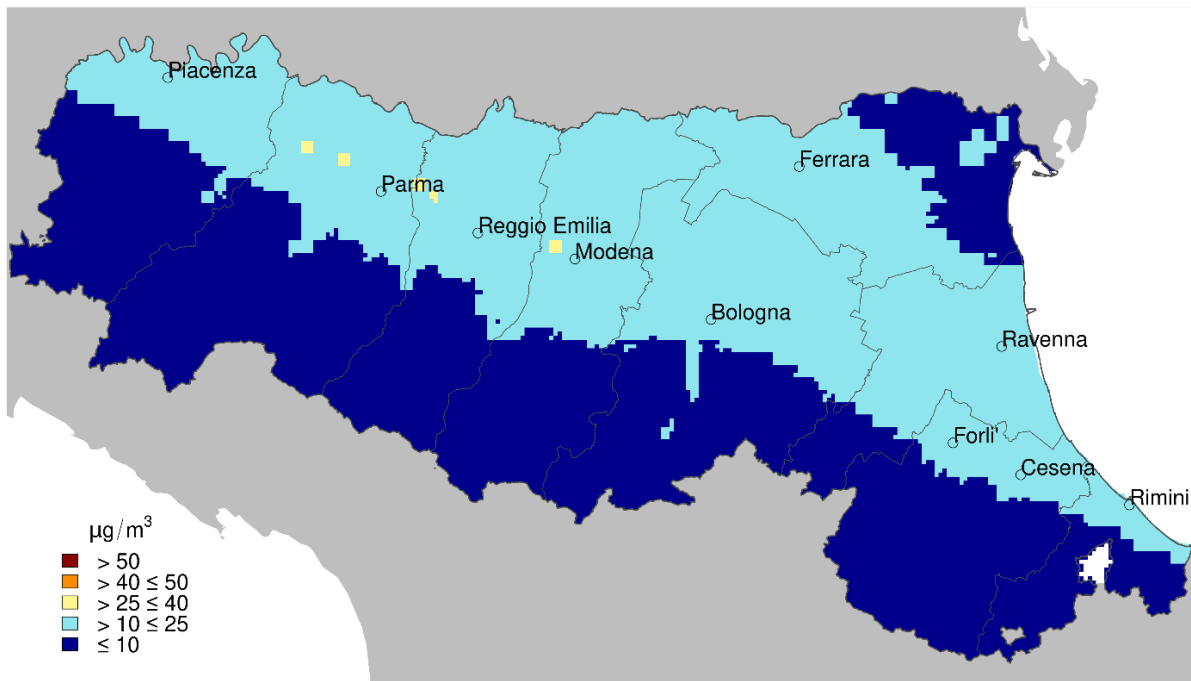 Piacenza
Ferrara
Parma
Reggio Emilia
Modena
Bologna
Ravenna
Forli'
Cesena
Rimini
µg/m³
> 50
> 40 ≤ 50
> 25 ≤ 40
> 10 ≤ 25
≤ 10